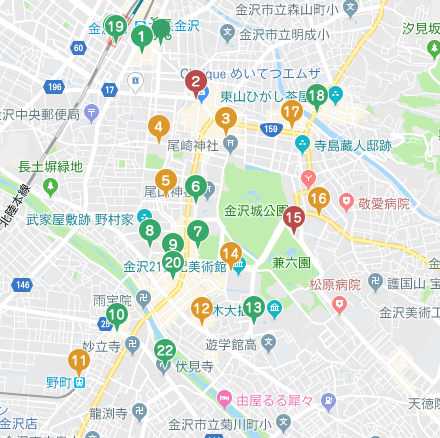 金沢市立森山町小
19
1
金沢
金沢市立明成小
汐見坂
Clique めいてつエムザ
196
60
146
17
2
東山ひがし茶屋
18
金沢中央郵便局
4
3
159
17
尾崎神社
寺島蔵人邸跡
長土塀緑地
5
6
尾山神社
北陸本線
武家屋敷跡 野村家
金沢城公園
16
敬愛病院
15
8
9
7
14
金沢21世紀美術館
20
兼六園
松原病院
146
雨宝院
護国山 宝
12
13
木大拙
金沢美術工
10
妙立寺
22
遊学館高
伏見寺
11
野町
天徳院
金沢店
龍渕寺
由屋るる犀々
金沢市立菊川町小